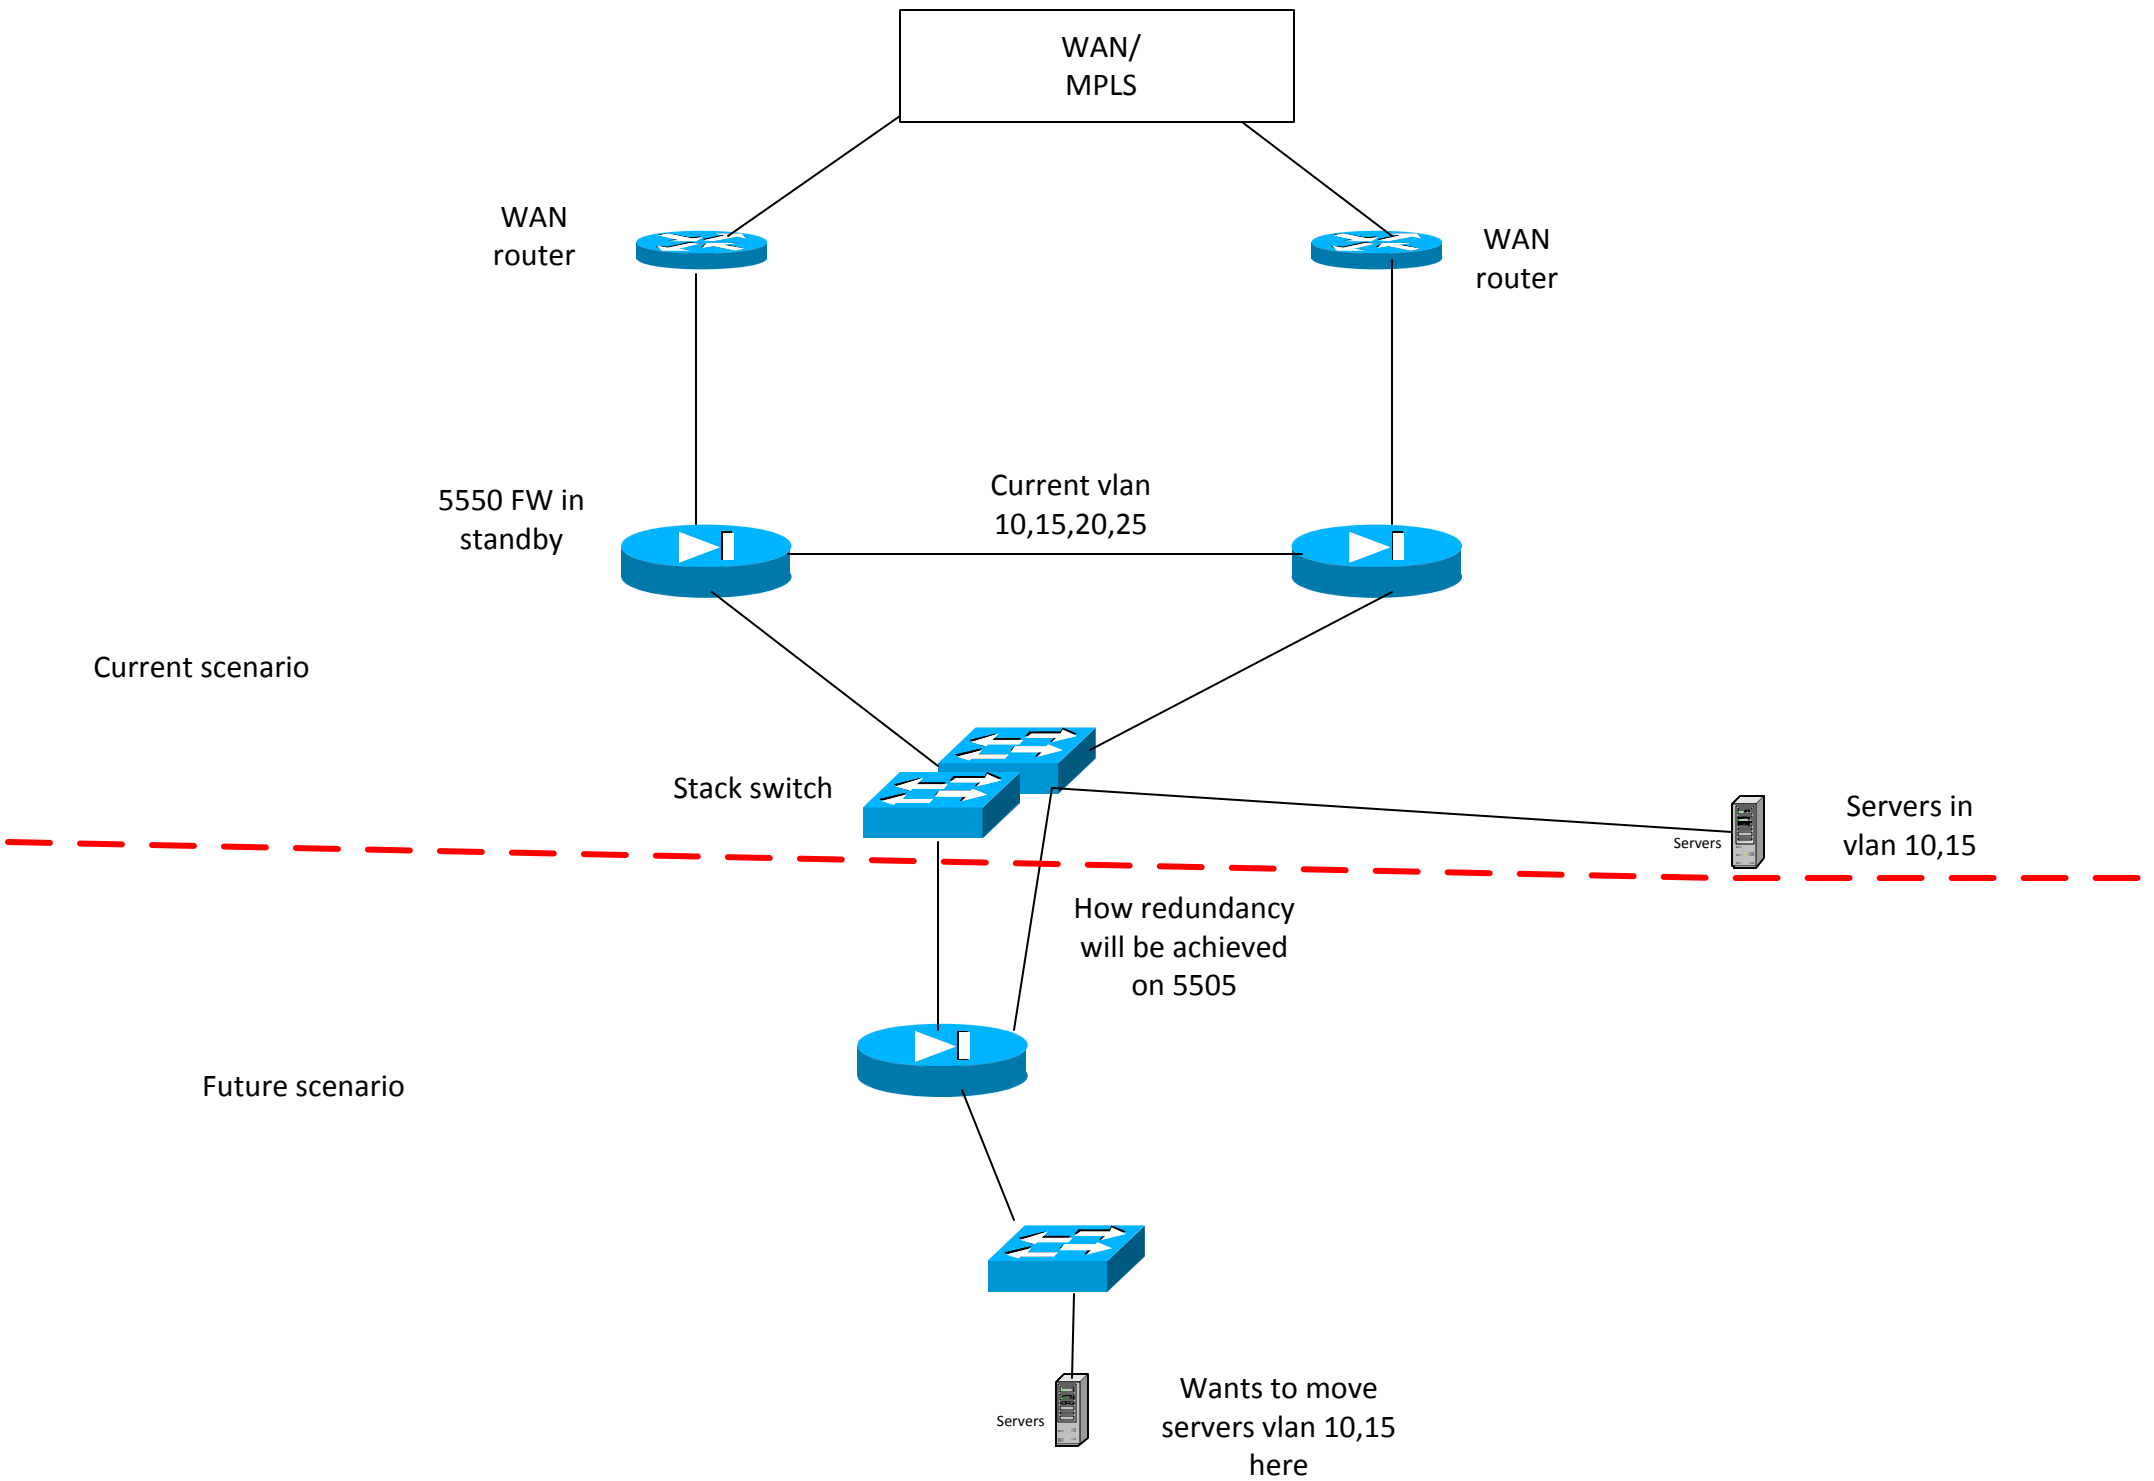 WAN/
MPLS
WAN
router
WAN
router
5550 FW in
standby
Current vlan
10,15,20,25
Current scenario
Stack switch
Servers
Servers in
vlan 10,15
How redundancy
will be achieved
on 5505
Future scenario
Servers
Wants to move
servers vlan 10,15
here